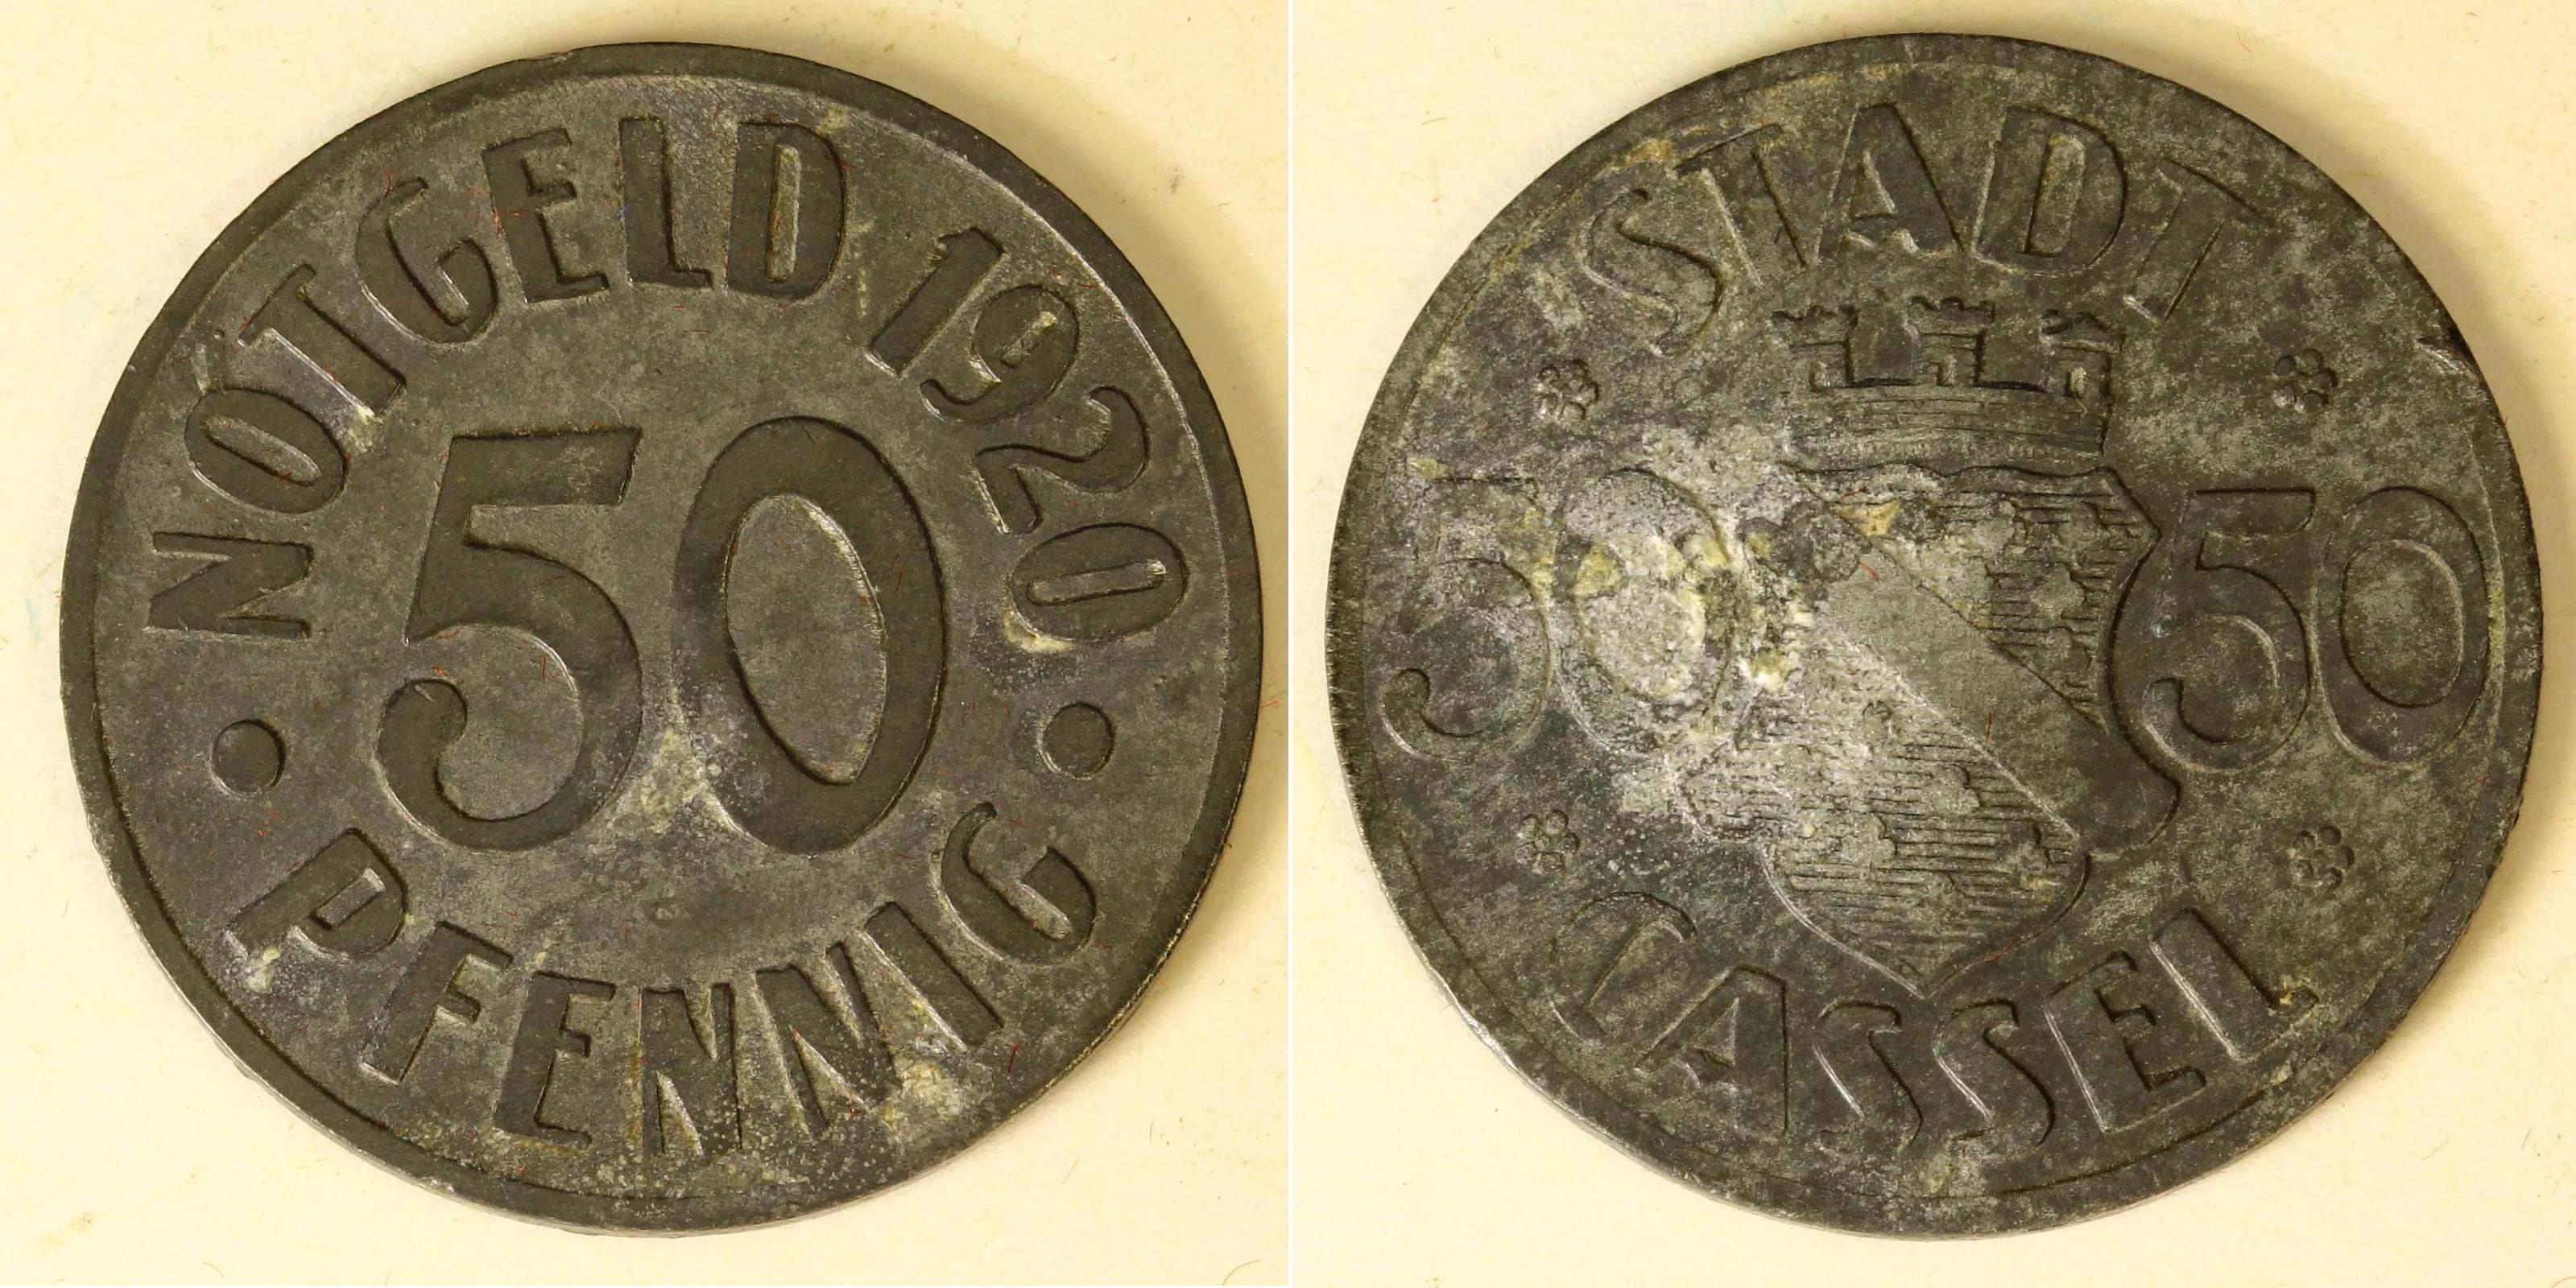 NOTGELD 1920
50
PFENNIG
STADT
50 50
CASSEL